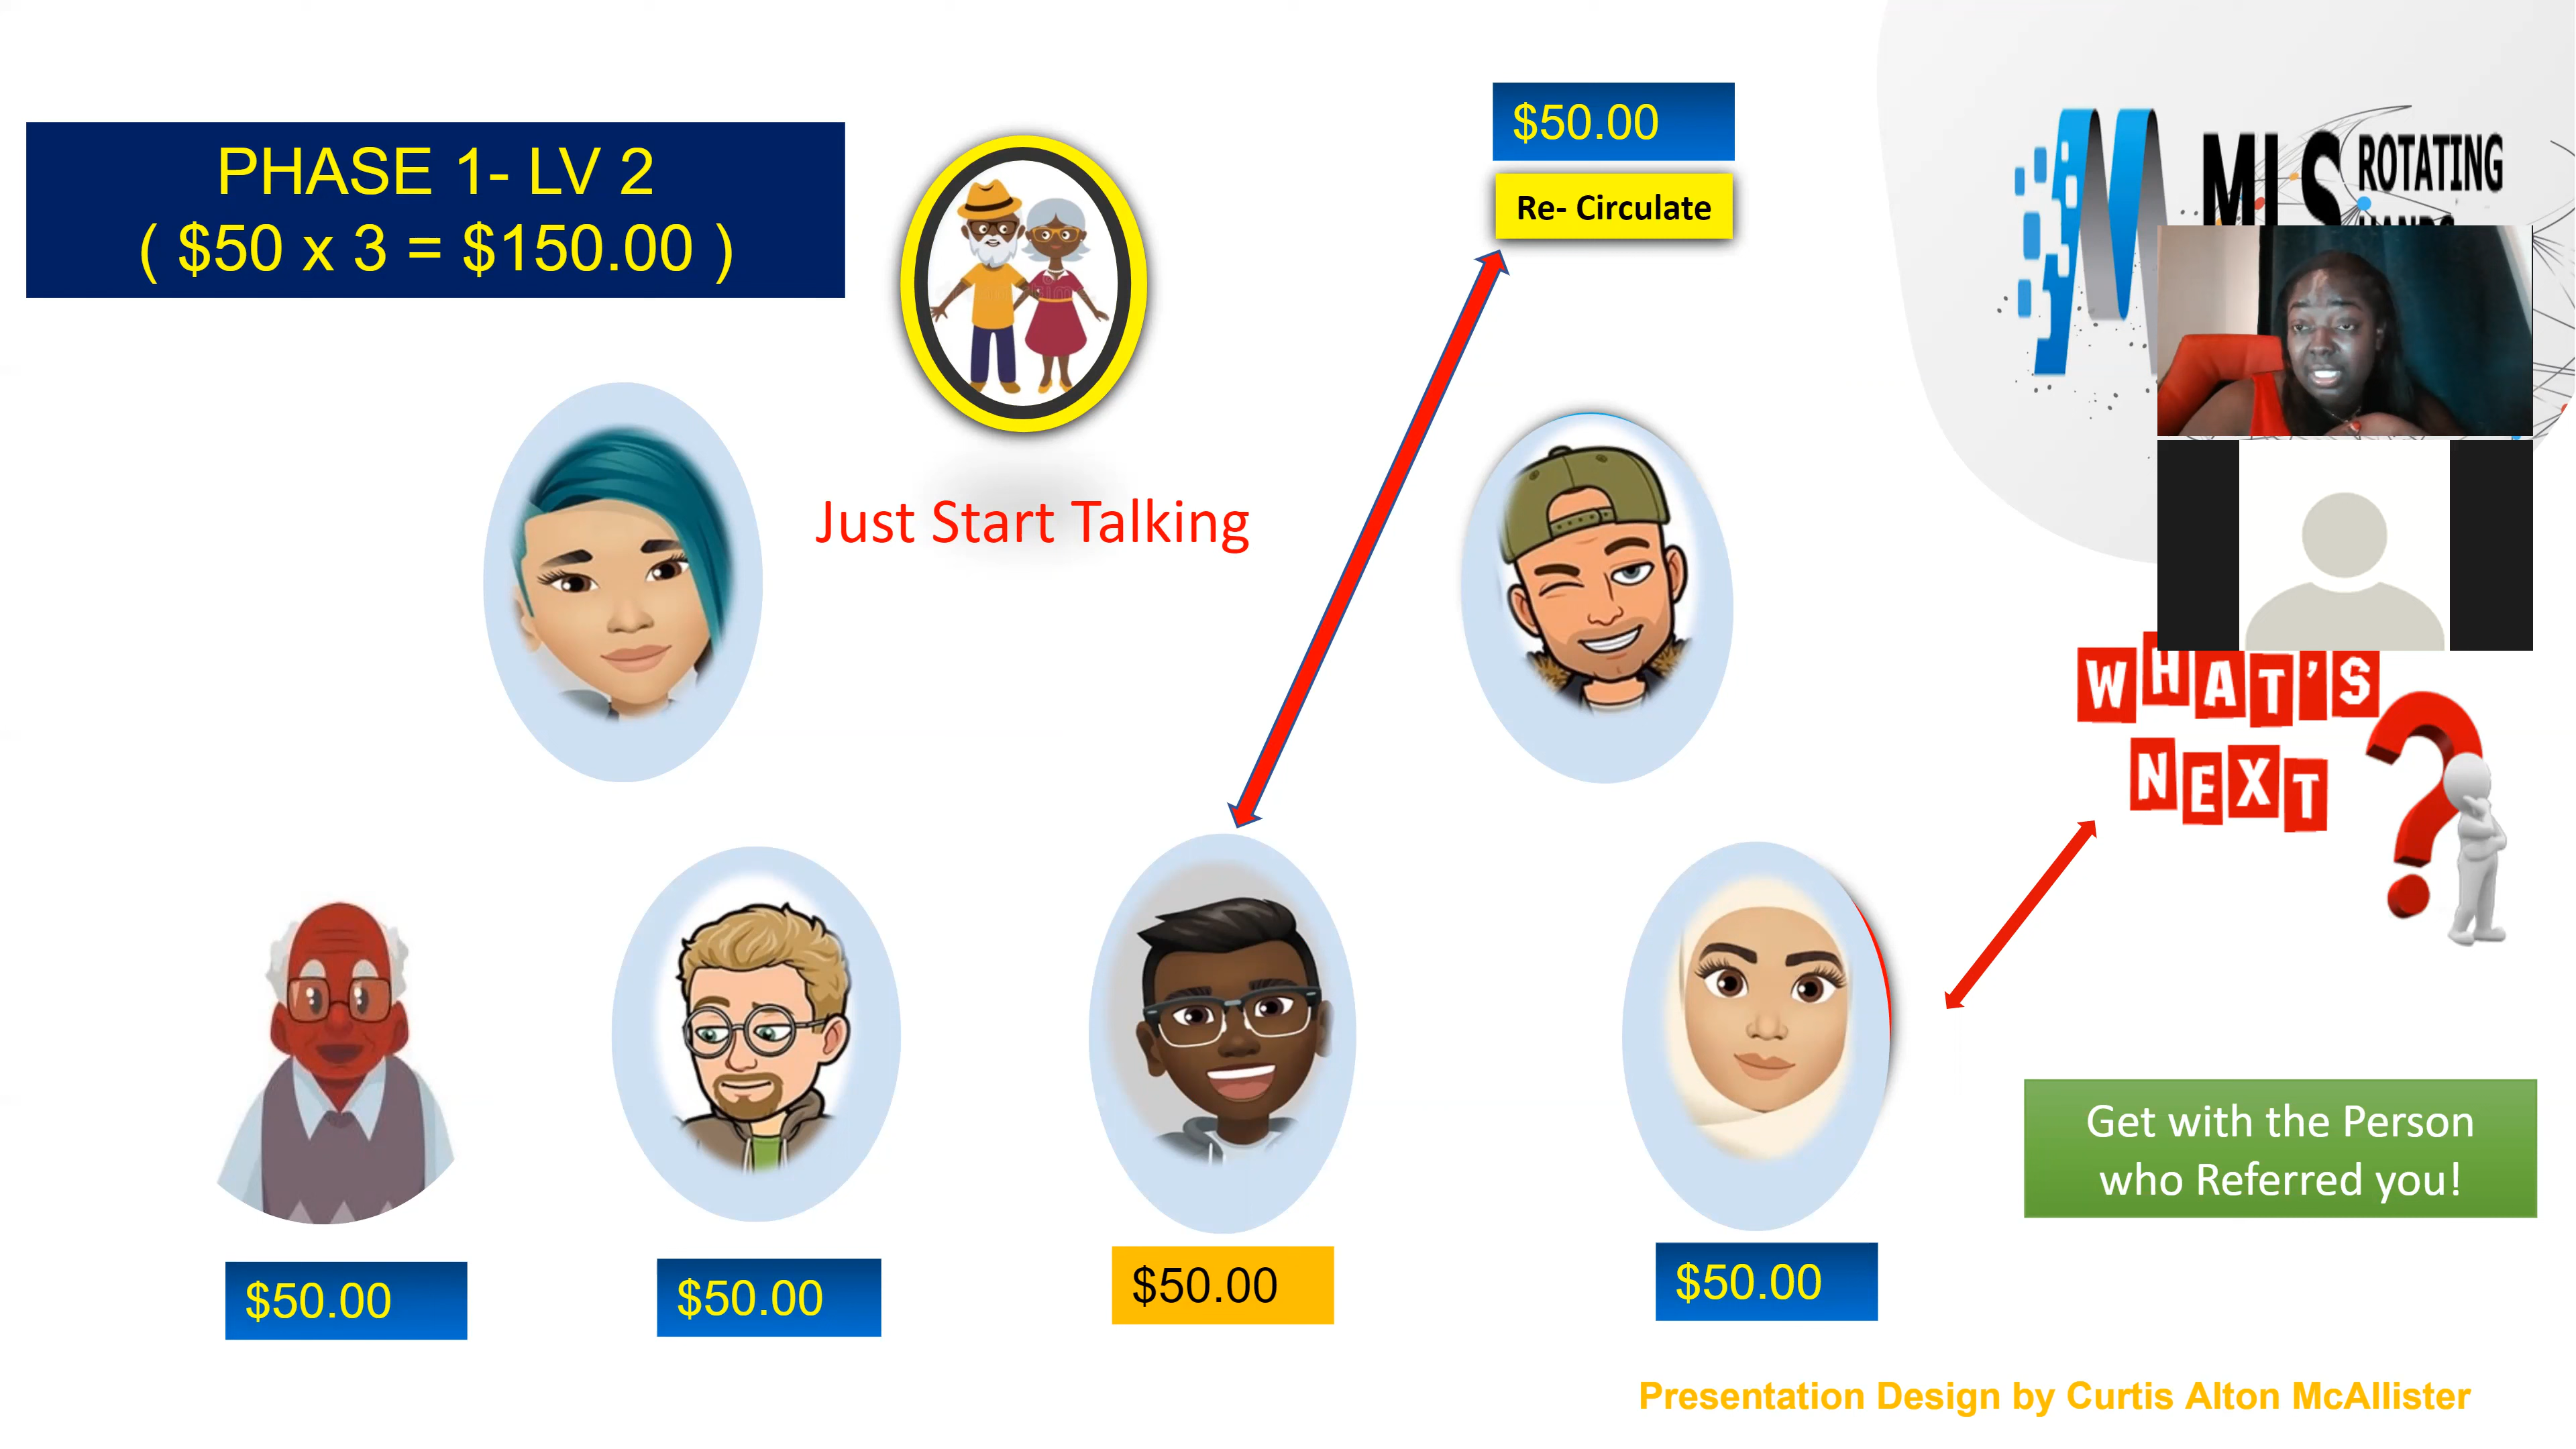 PHASE 1- LV 2
( $50 x 3 = $150.00 )
$50.00
Re- Circulate
MLS ROTATING
Just Start Talking
WHAT'S
NEXT ?
Get with the Person
who Referred you!
$50.00
$50.00
$50.00
$50.00
Presentation Design by Curtis Alton McAllister